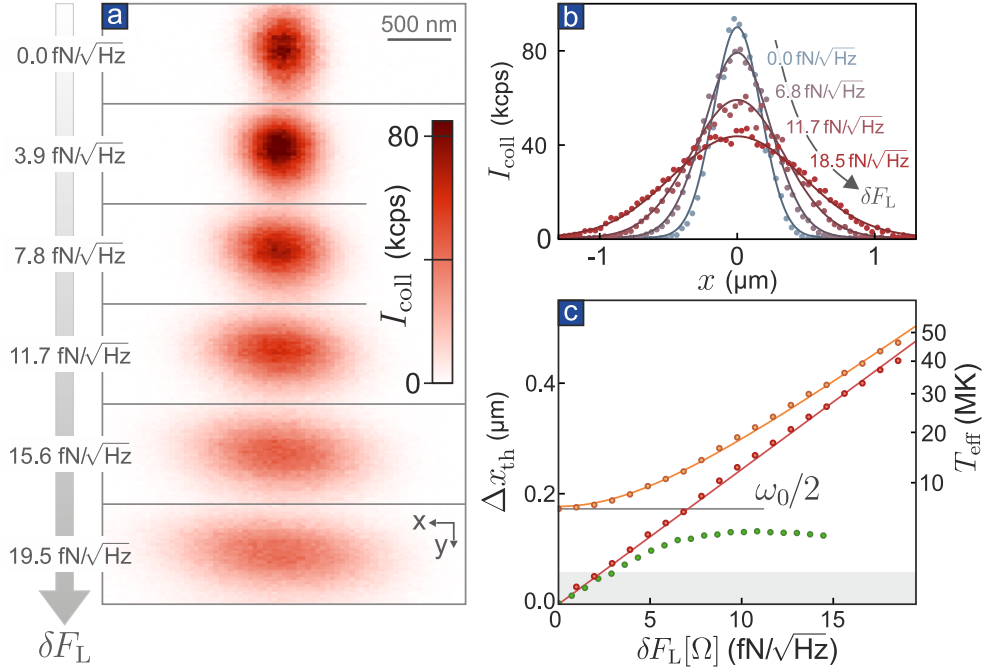 a
500 nm
0.0 fN/√Hz
3.9 fN/√Hz
7.8 fN/√Hz
11.7 fN/√Hz
15.6 fN/√Hz
19.5 fN/√Hz
δF_L
80
0
I_coll (kcps)
x
y
b
I_coll (kcps)
80
40
0
0.0 fN/√Hz
6.8 fN/√Hz
11.7 fN/√Hz
18.5 fN/√Hz
δF_L
-1
0
1
x (μm)
c
Δx_th (μm)
0.4
0.2
0.0
ω_0/2
50
40
30
20
10
T_eff (MK)
0
5
10
15
δF_L[Ω] (fN/√Hz)